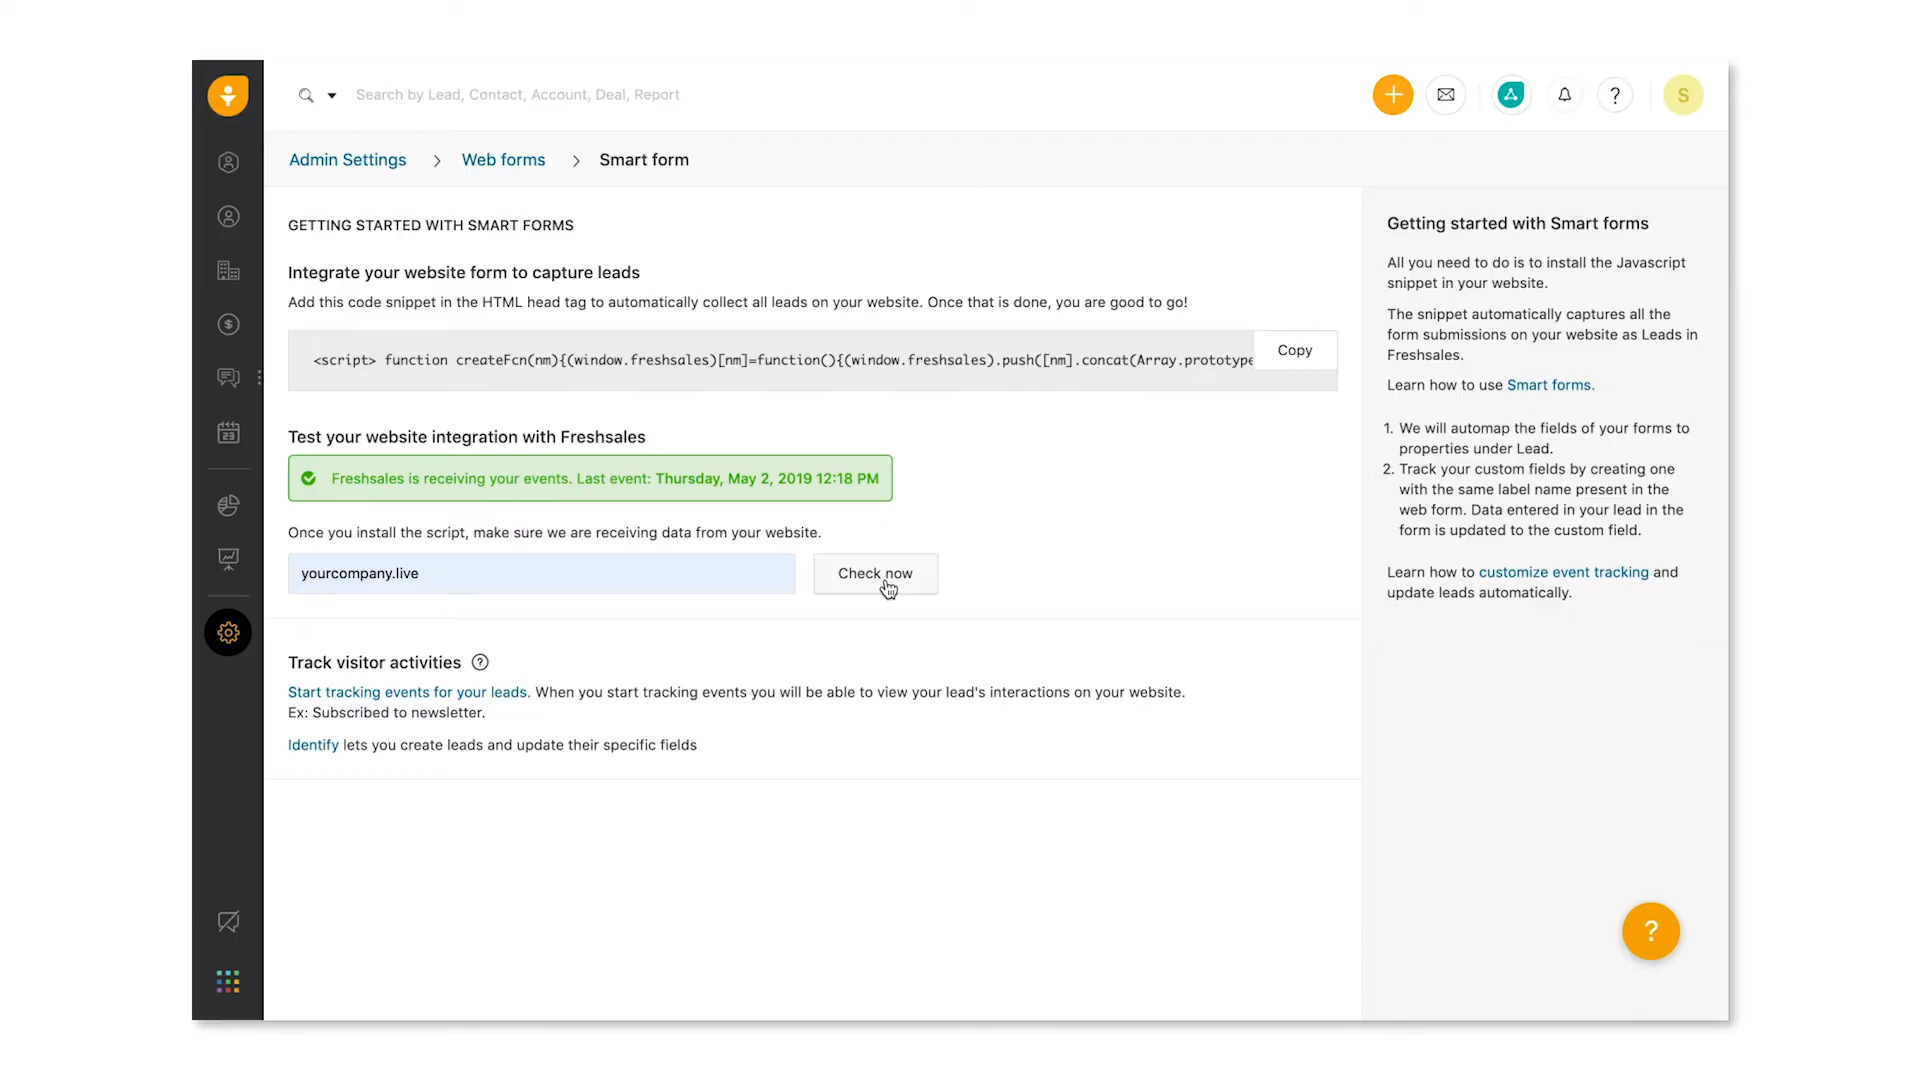 Search by Lead, Contact, Account, Deal, Report
S
Admin Settings > Web forms > Smart form
GETTING STARTED WITH SMART FORMS
Integrate your website form to capture leads
Add this code snippet in the HTML head tag to automatically collect all leads on your website. Once that is done, you are good to go!
<script> function createFcn(nm){(window.freshsales)[nm]=function(){(window.freshsales).push([nm].concat(Array.prototype
Copy
Test your website integration with Freshsales
Freshsales is receiving your events. Last event: Thursday, May 2, 2019 12:18 PM
Once you install the script, make sure we are receiving data from your website.
yourcompany.live
Check now
Track visitor activities ?
Start tracking events for your leads. When you start tracking events you will be able to view your lead's interactions on your website.
Ex: Subscribed to newsletter.
Identify lets you create leads and update their specific fields
23
Getting started with Smart forms
All you need to do is to install the Javascript
snippet in your website.
The snippet automatically captures all the
form submissions on your website as Leads in
Freshsales.
Learn how to use Smart forms.
1. We will automap the fields of your forms to
properties under Lead.
2. Track your custom fields by creating one
with the same label name present in the
web form. Data entered in your lead in the
form is updated to the custom field.
Learn how to customize event tracking and
update leads automatically.
?